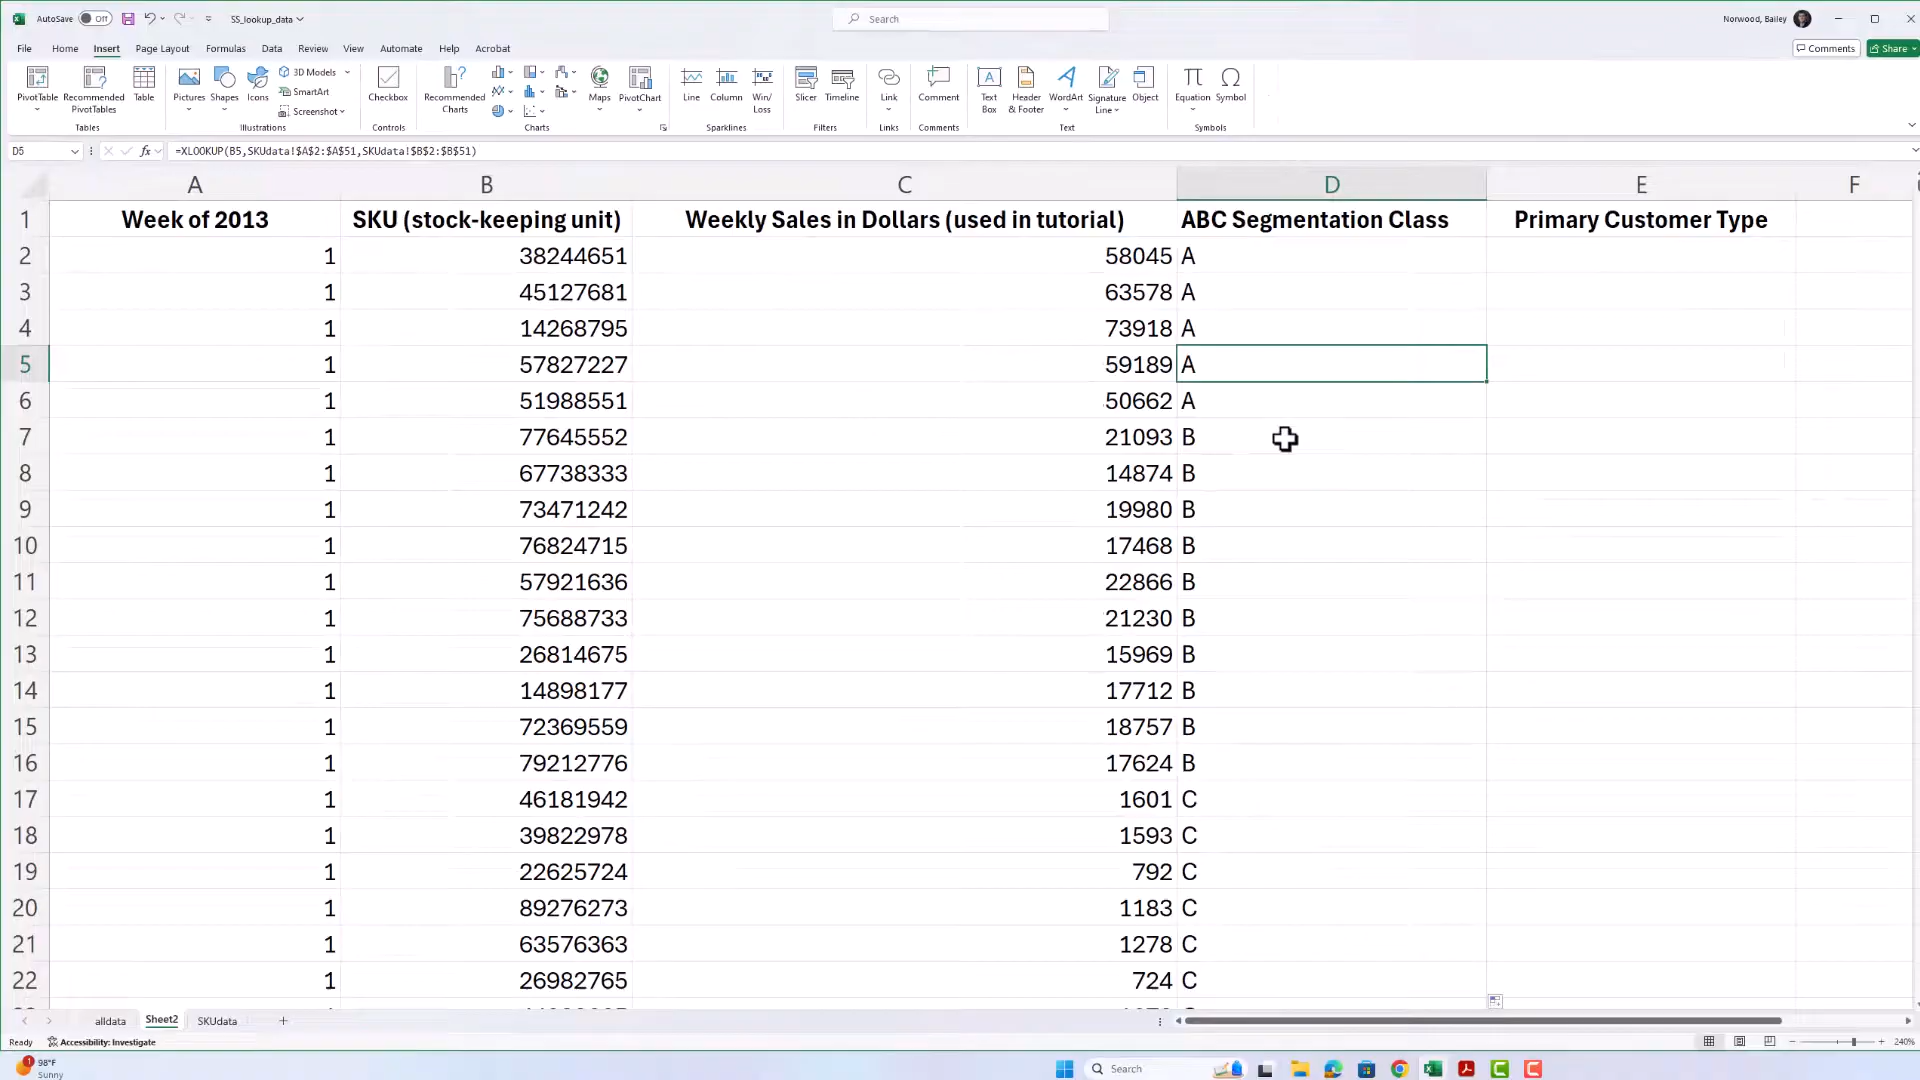 AutoSave Off SS_lookup_data Search Norwood, Bailey
File Home Insert Page Layout Formulas Data Review View Automate Help Acrobat Comments Share
PivotTable Recommended PivotTables Table Pictures Shapes Icons 3D Models SmartArt Screenshot Checkbox Recommended Charts Maps PivotChart Line Column Win/Loss Slicer Timeline Link Comment Text Box Header & Footer WordArt Signature Line Object Equation Symbol
Tables Illustrations Controls Charts Sparklines Filters Links Comments Text Symbols
D5 fx =XLOOKUP(B5,SKUdata!$A$2:$A$51,SKUdata!$B$2:$B$51)
A B C D E F
1 Week of 2013 SKU (stock-keeping unit) Weekly Sales in Dollars (used in tutorial) ABC Segmentation Class Primary Customer Type
2 1 38244651 58045 A
3 1 45127681 63578 A
4 1 14268795 73918 A
5 1 57827227 59189 A
6 1 51988551 50662 A
7 1 77645552 21093 B
8 1 67738333 14874 B
9 1 73471242 19980 B
10 1 76824715 17468 B
11 1 57921636 22866 B
12 1 75688733 21230 B
13 1 26814675 15969 B
14 1 14898177 17712 B
15 1 72369559 18757 B
16 1 79212776 17624 B
17 1 46181942 1601 C
18 1 39822978 1593 C
19 1 22625724 792 C
20 1 89276273 1183 C
21 1 63576363 1278 C
22 1 26982765 724 C
alldata Sheet2 SKUdata
Ready Accessibility: Investigate 240%
1 98°F Search
Sunny